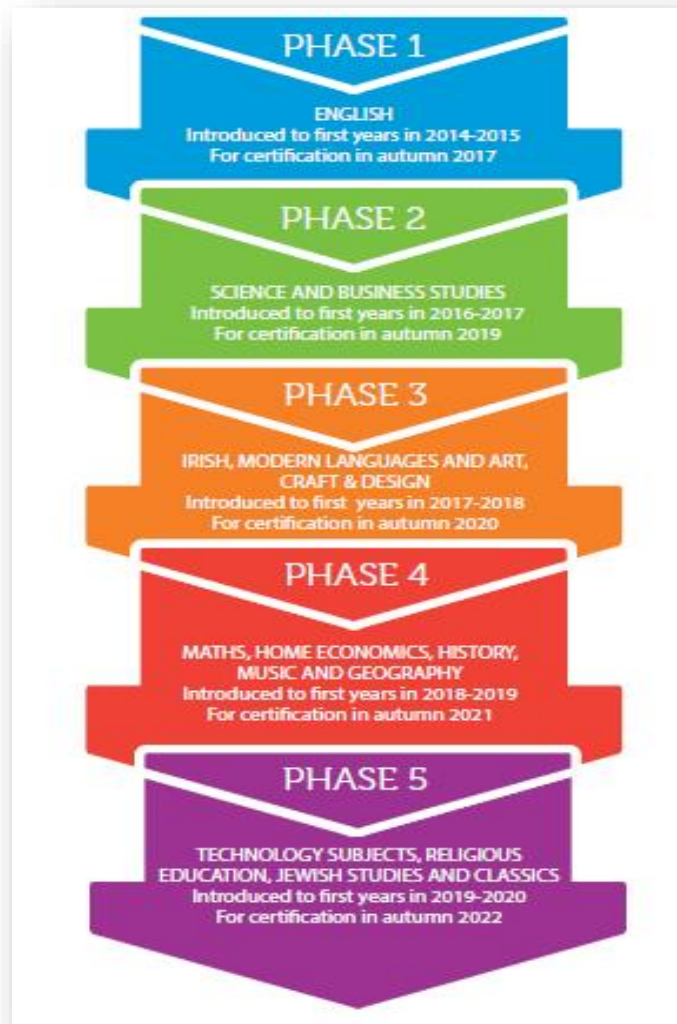 PHASE 1
ENGLISH
Introduced to first years in 2014-2015
For certification in autumn 2017
PHASE 2
SCIENCE AND BUSINESS STUDIES
Introduced to first years in 2016-2017
For certification in autumn 2019
PHASE 3
IRISH, MODERN LANGUAGES AND ART,
CRAFT & DESIGN
Introduced to first years in 2017-2018
For certification in autumn 2020
PHASE 4
MATHS, HOME ECONOMICS, HISTORY,
MUSIC AND GEOGRAPHY
Introduced to first years in 2018-2019
For certification in autumn 2021
PHASE 5
TECHNOLOGY SUBJECTS, RELIGIOUS
EDUCATION, JEWISH STUDIES AND CLASSICS
Introduced to first years in 2019-2020
For certification in autumn 2022